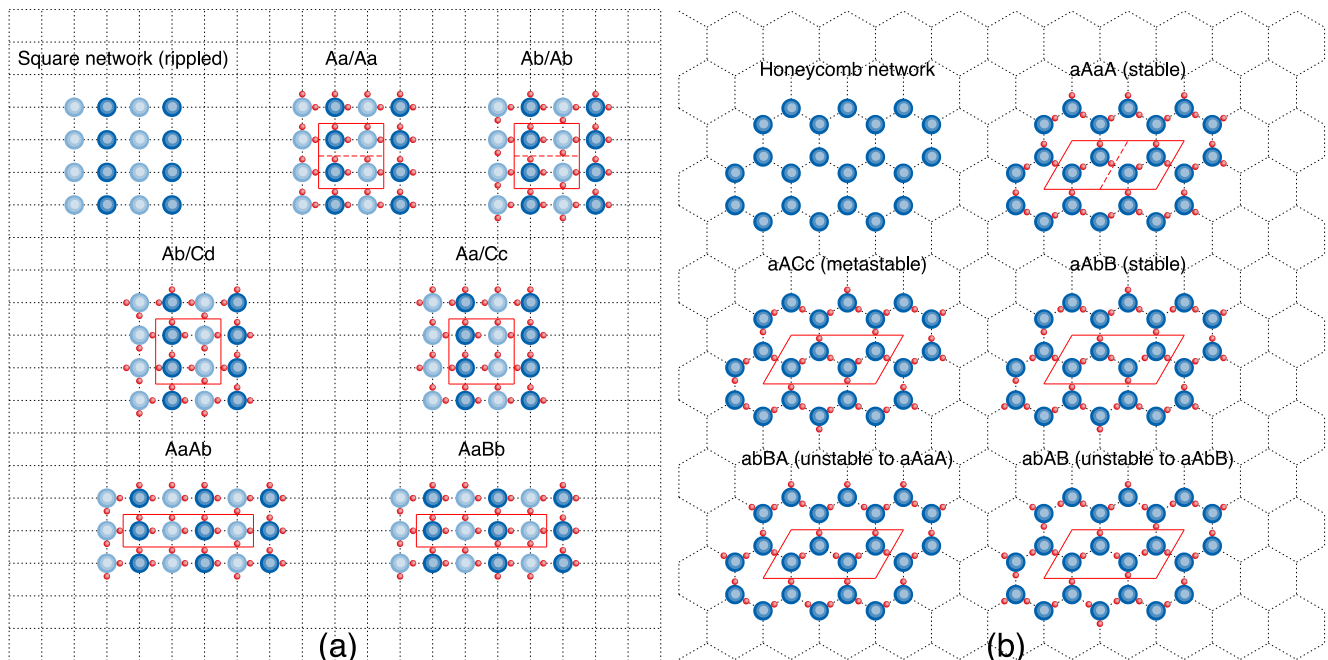 Square network (rippled)
Aa/Aa
Ab/Ab
Ab/Cd
Aa/Cc
AaAb
AaBb
(a)
Honeycomb network
aAaA (stable)
aACc (metastable)
aAbB (stable)
abBA (unstable to aAaA)
abAB (unstable to aAbB)
(b)